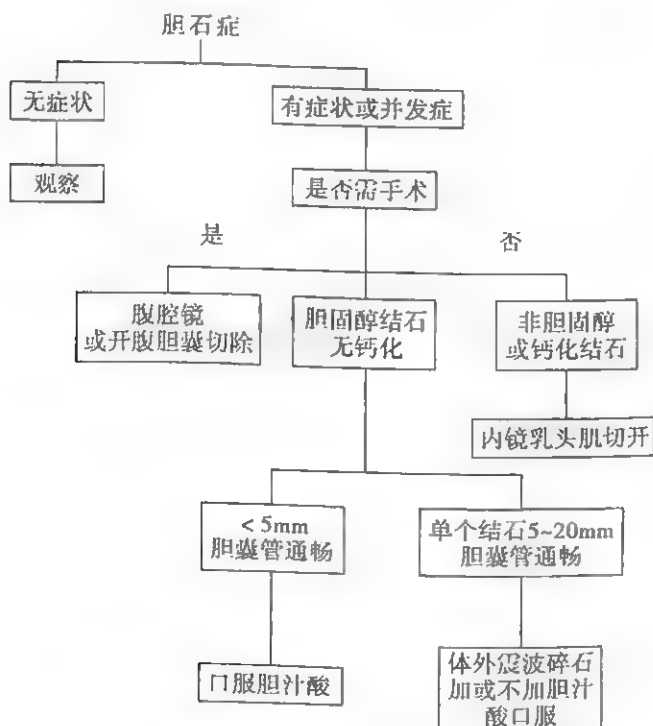 胆石症
无症状
有症状或并发症
观察
是否需手术
是
否
腹腔镜
或开腹胆囊切除
胆固醇结石
无钙化
非胆固醇
或钙化结石
内镜乳头肌切开
<5mm
胆囊管通畅
单个结石5~20mm
胆囊管通畅
口服胆汁酸
体外震波碎石
加或不加胆汁
酸口服